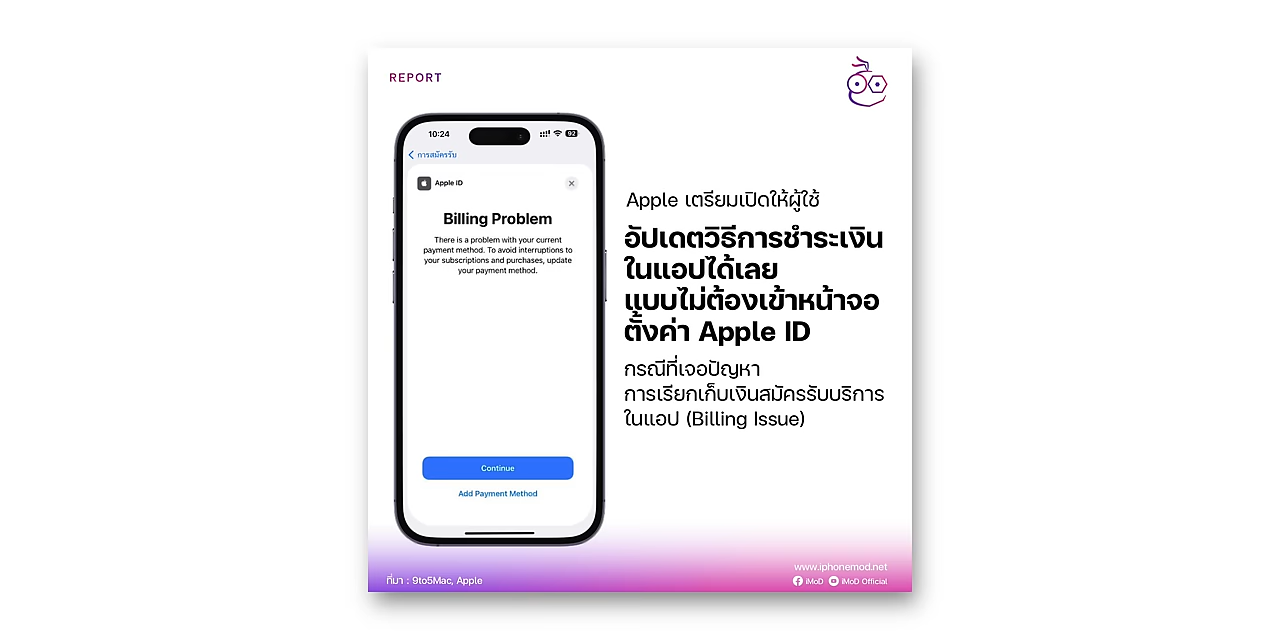 REPORT
10:24
92
การสมัครรับ
Apple ID
Billing Problem
There is a problem with your current
payment method. To avoid interruptions to
your subscriptions and purchases, update
your payment method.
Continue
Add Payment Method
Apple เตรียมเปิดให้ผู้ใช้
อัปเดตวิธีการชำระเงิน
ในแอปได้เลย
แบบไม่ต้องเข้าหน้าจอ
ตั้งค่า Apple ID
กรณีที่เจอปัญหา
การเรียกเก็บเงินสมัครรับบริการ
ในแอป (Billing Issue)
ที่มา : 9to5Mac, Apple
www.iphonemod.net
iMoD iMoD Official